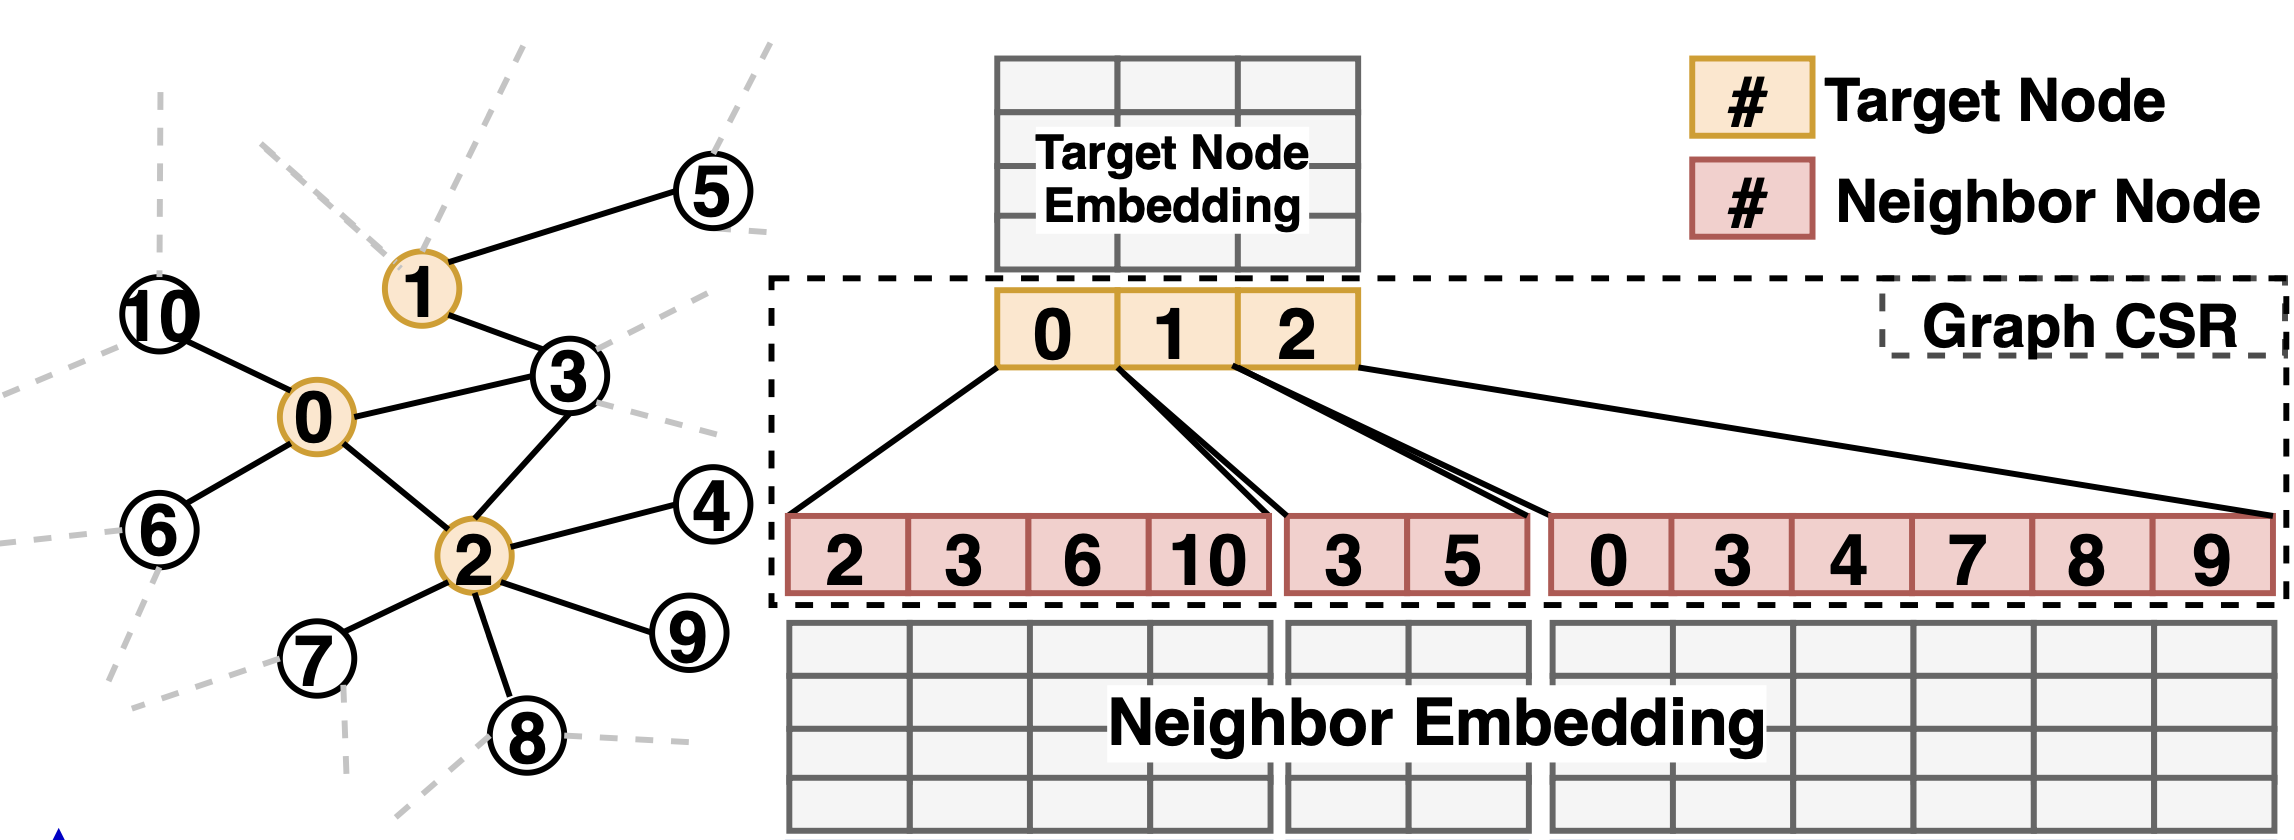 5
1
10
3
0
4
6
2
9
7
8
Target Node
Embedding
# Target Node
# Neighbor Node
0 1 2
Graph CSR
2 3 6 10 3 5 0 3 4 7 8 9
Neighbor Embedding